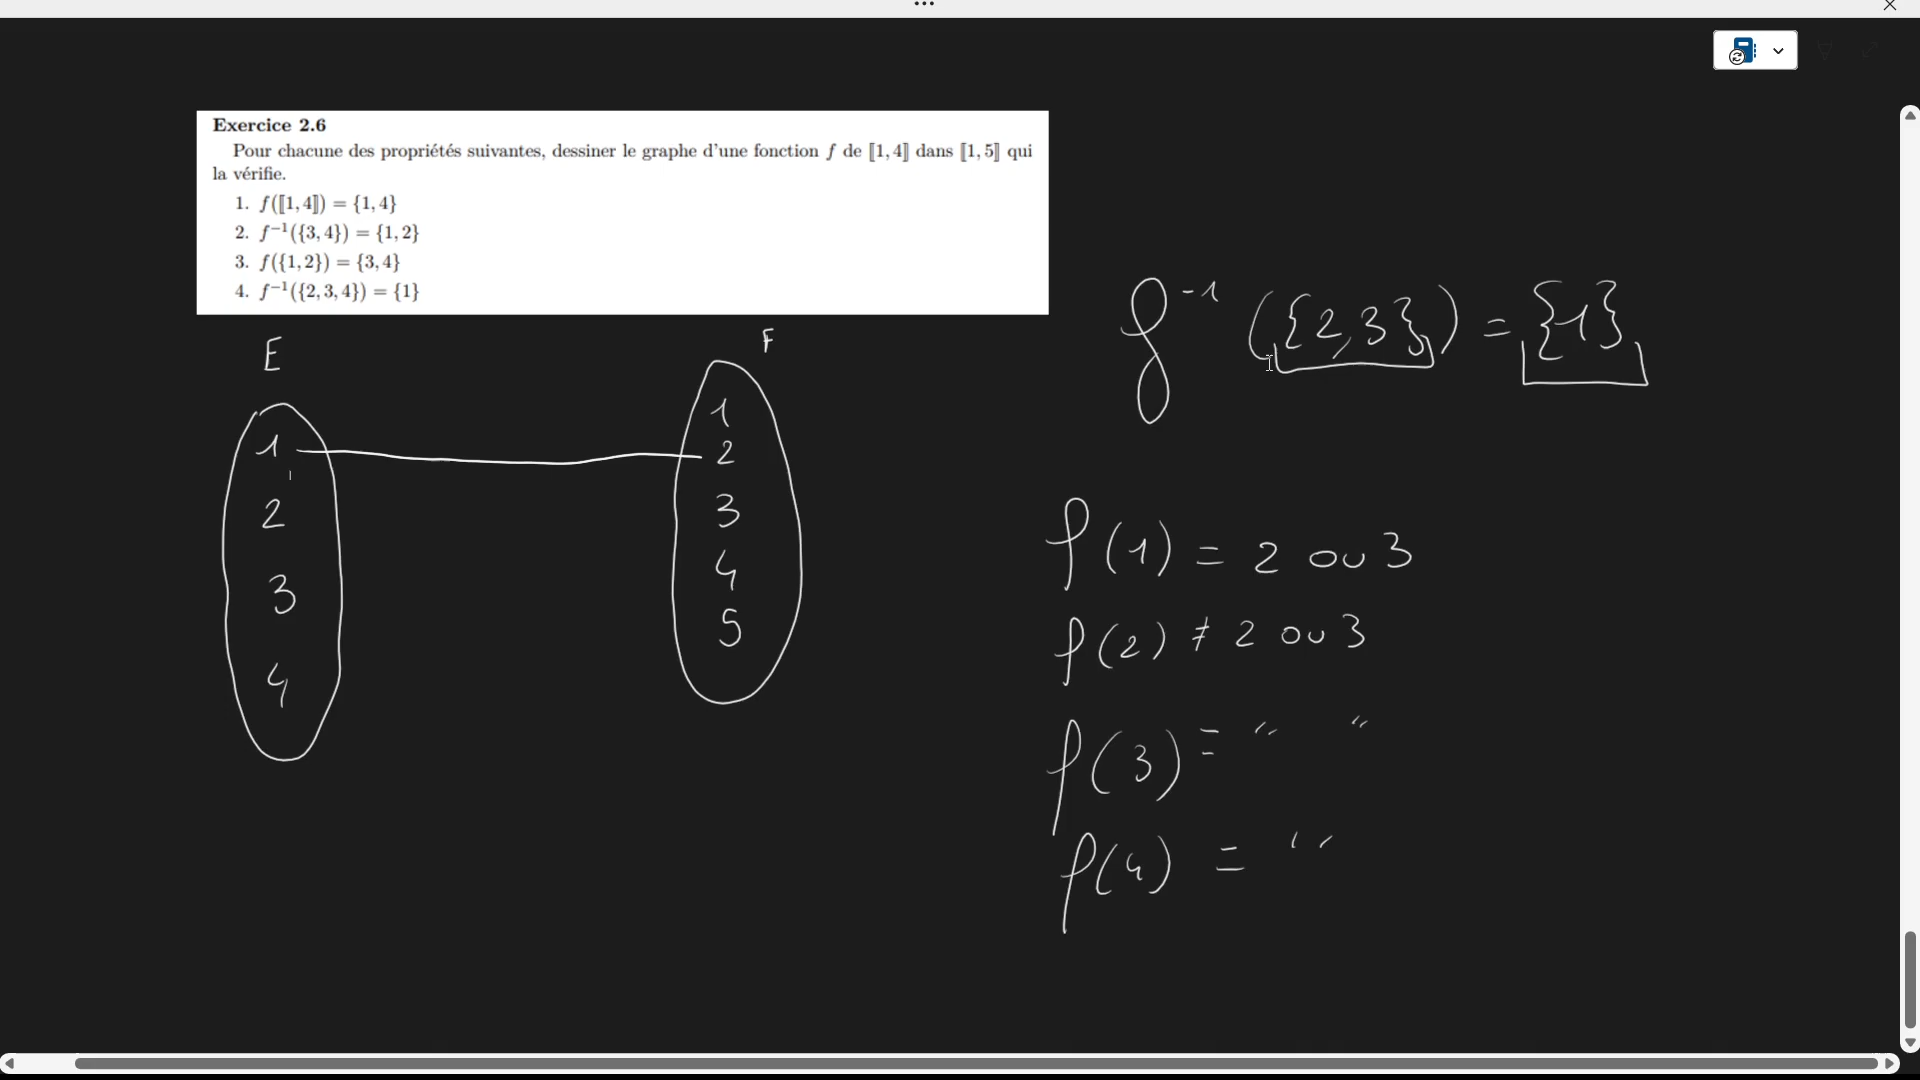 Exercice 2.6
Pour chacune des propriétés suivantes, dessiner le graphe d'une fonction f de ⟦1, 4⟧ dans ⟦1, 5⟧ qui
la vérifie.
1. f(⟦1, 4⟧) = {1, 4}
2. f⁻¹({3, 4}) = {1, 2}
3. f({1, 2}) = {3, 4}
4. f⁻¹({2, 3, 4}) = {1}
E
F
1
2
3
4
1
2
3
4
5
f⁻¹({2,3}) = {1}
f(1) = 2 ou 3
f(2) ≠ 2 ou 3
f(3) = " "
f(4) = "